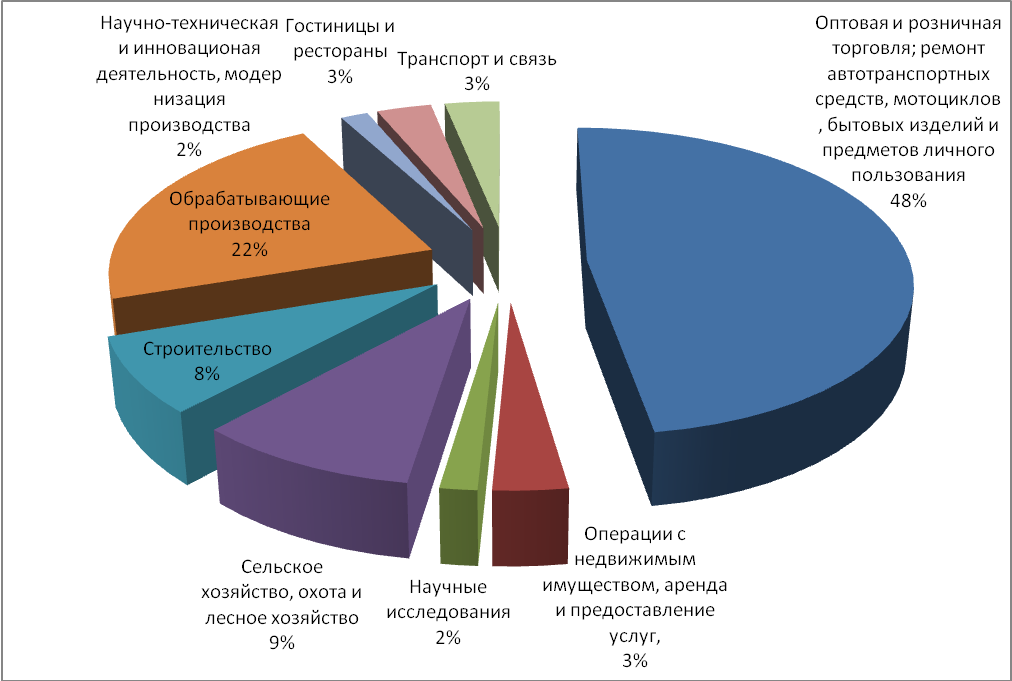 Научно-техническая
и инновационая
деятельность, модер
низация
производства
2%
Гостиницы и
рестораны
3%
Транспорт и связь
3%
Оптовая и розничная
торговля; ремонт
автотранспортных
средств, мотоциклов
, бытовых изделий и
предметов личного
пользования
48%
Обрабатывающие
производства
22%
Строительство
8%
Сельское
хозяйство, охота и
лесное хозяйство
9%
Научные
исследования
2%
Операции с
недвижимым
имуществом, аренда
и предоставление
услуг,
3%